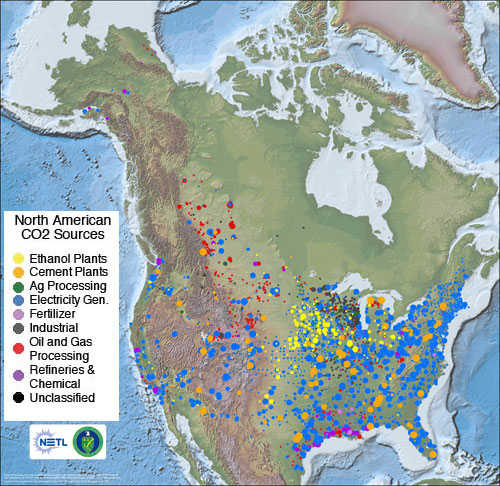 North American
CO2 Sources
Ethanol Plants
Cement Plants
Ag Processing
Electricity Gen.
Fertilizer
Industrial
Oil and Gas
Processing
Refineries &
Chemical
Unclassified
NETL